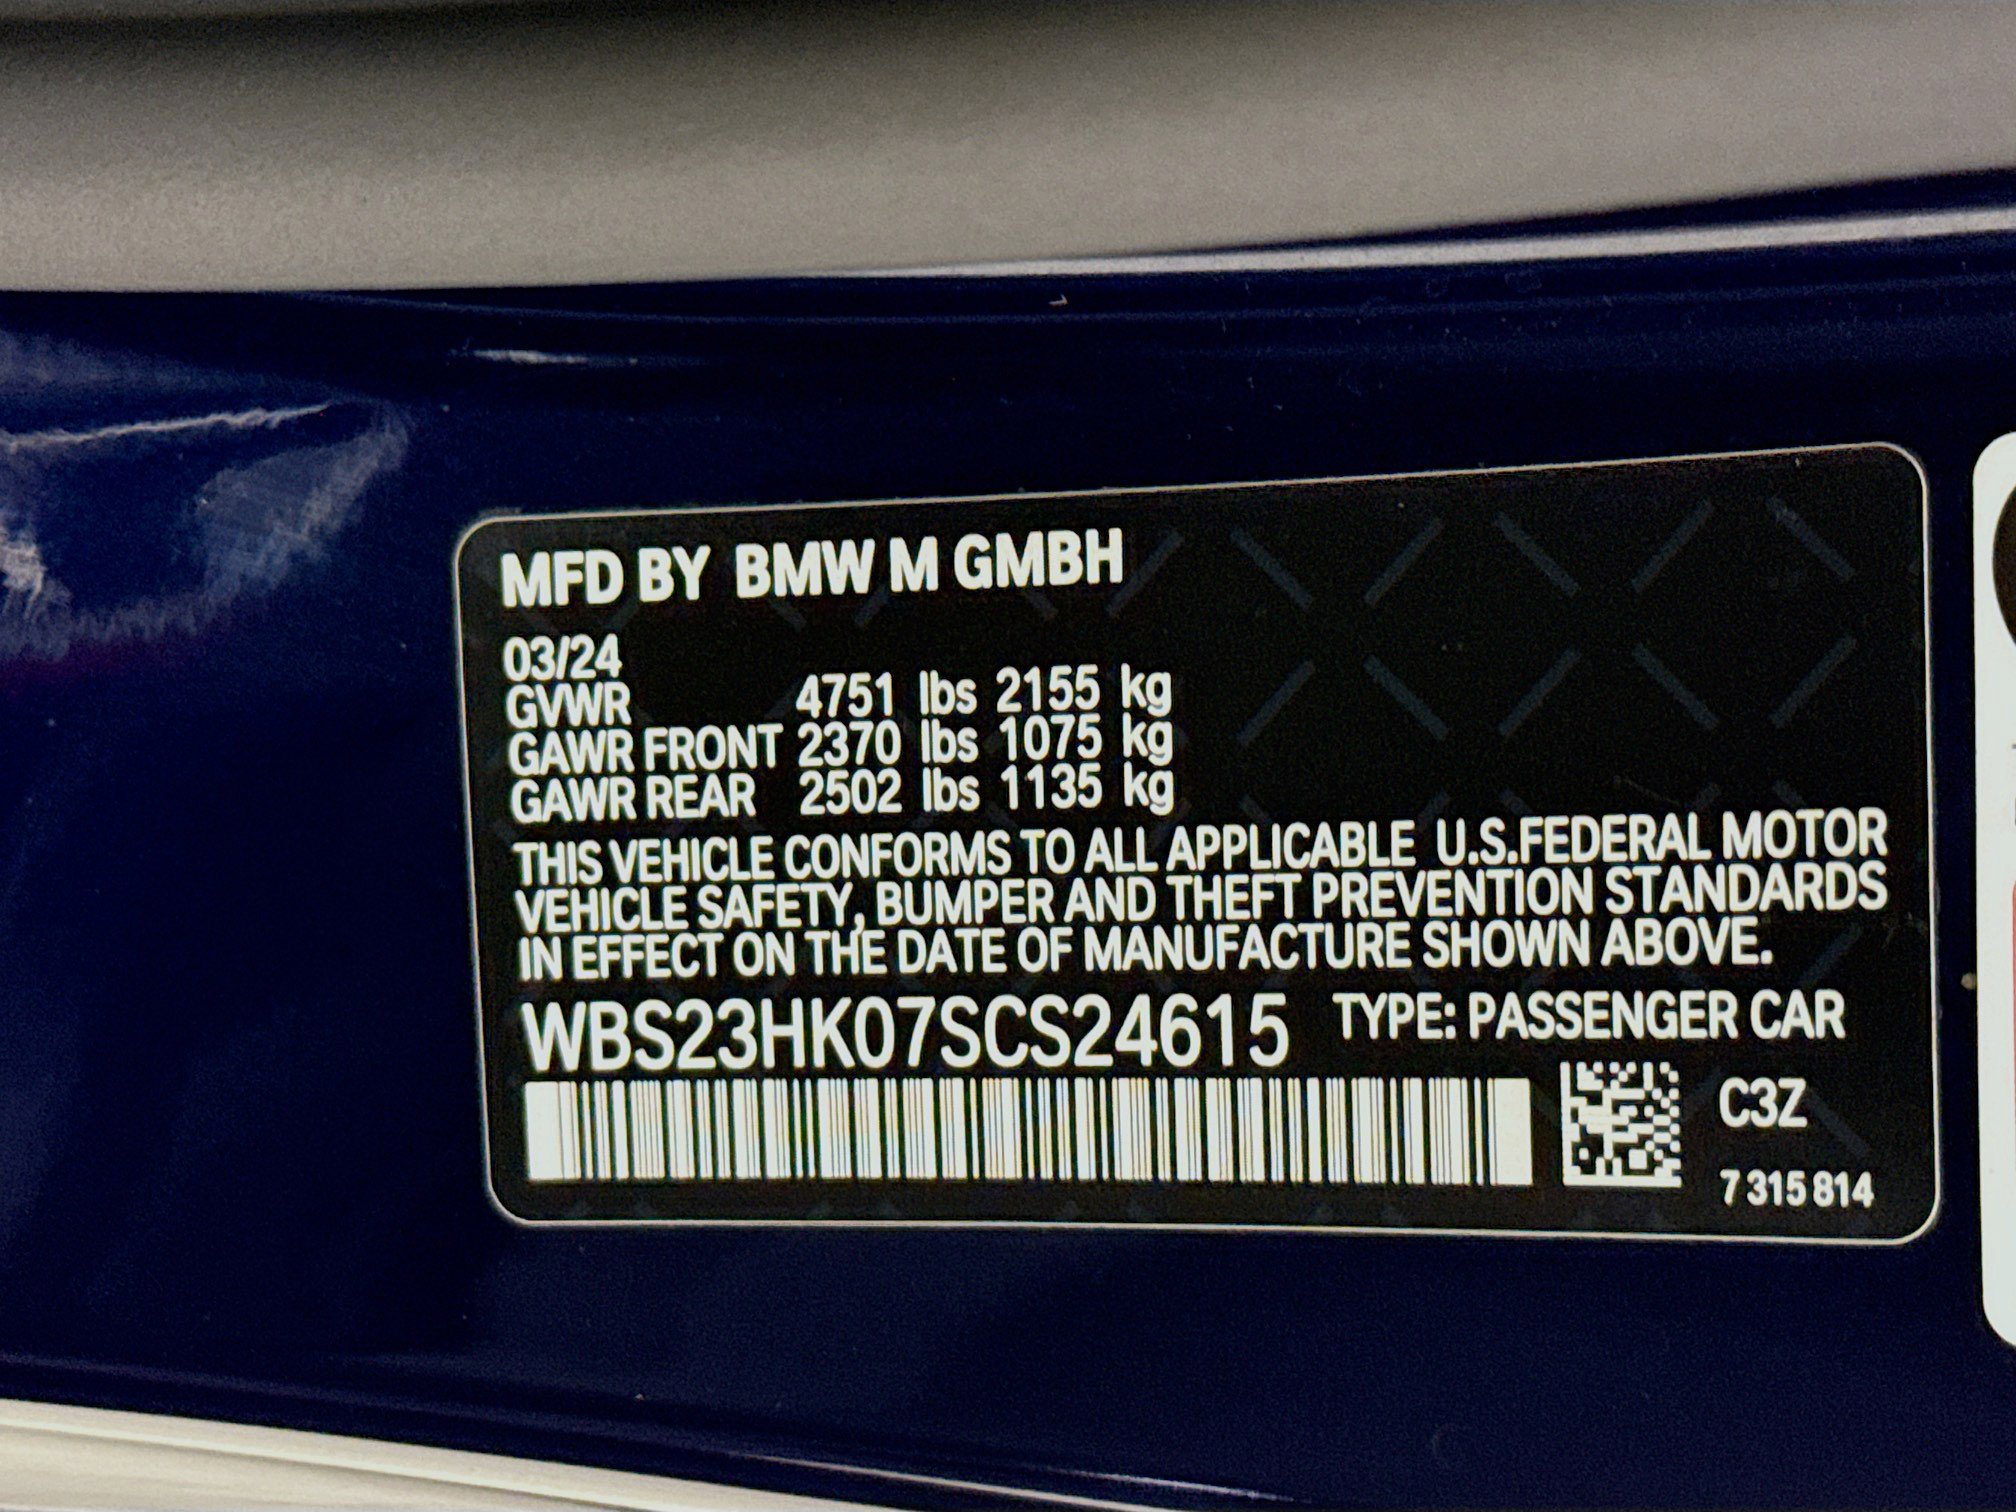 MFD BY BMW M GMBH
03/24
GVWR 4751 lbs 2155 kg
GAWR FRONT 2370 lbs 1075 kg
GAWR REAR 2502 lbs 1135 kg
THIS VEHICLE CONFORMS TO ALL APPLICABLE U.S.FEDERAL MOTOR
VEHICLE SAFETY, BUMPER AND THEFT PREVENTION STANDARDS
IN EFFECT ON THE DATE OF MANUFACTURE SHOWN ABOVE.
WBS23HK07SCS24615 TYPE: PASSENGER CAR
C3Z
7 315 814